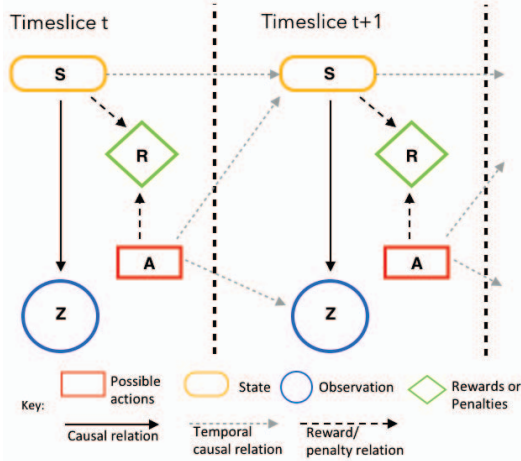 Timeslice t
Timeslice t+1
S
S
R
R
A
A
Z
Z
Key:
Possible
actions
State
Observation
Rewards or
Penalties
Causal relation
Temporal
causal relation
Reward/
penalty relation